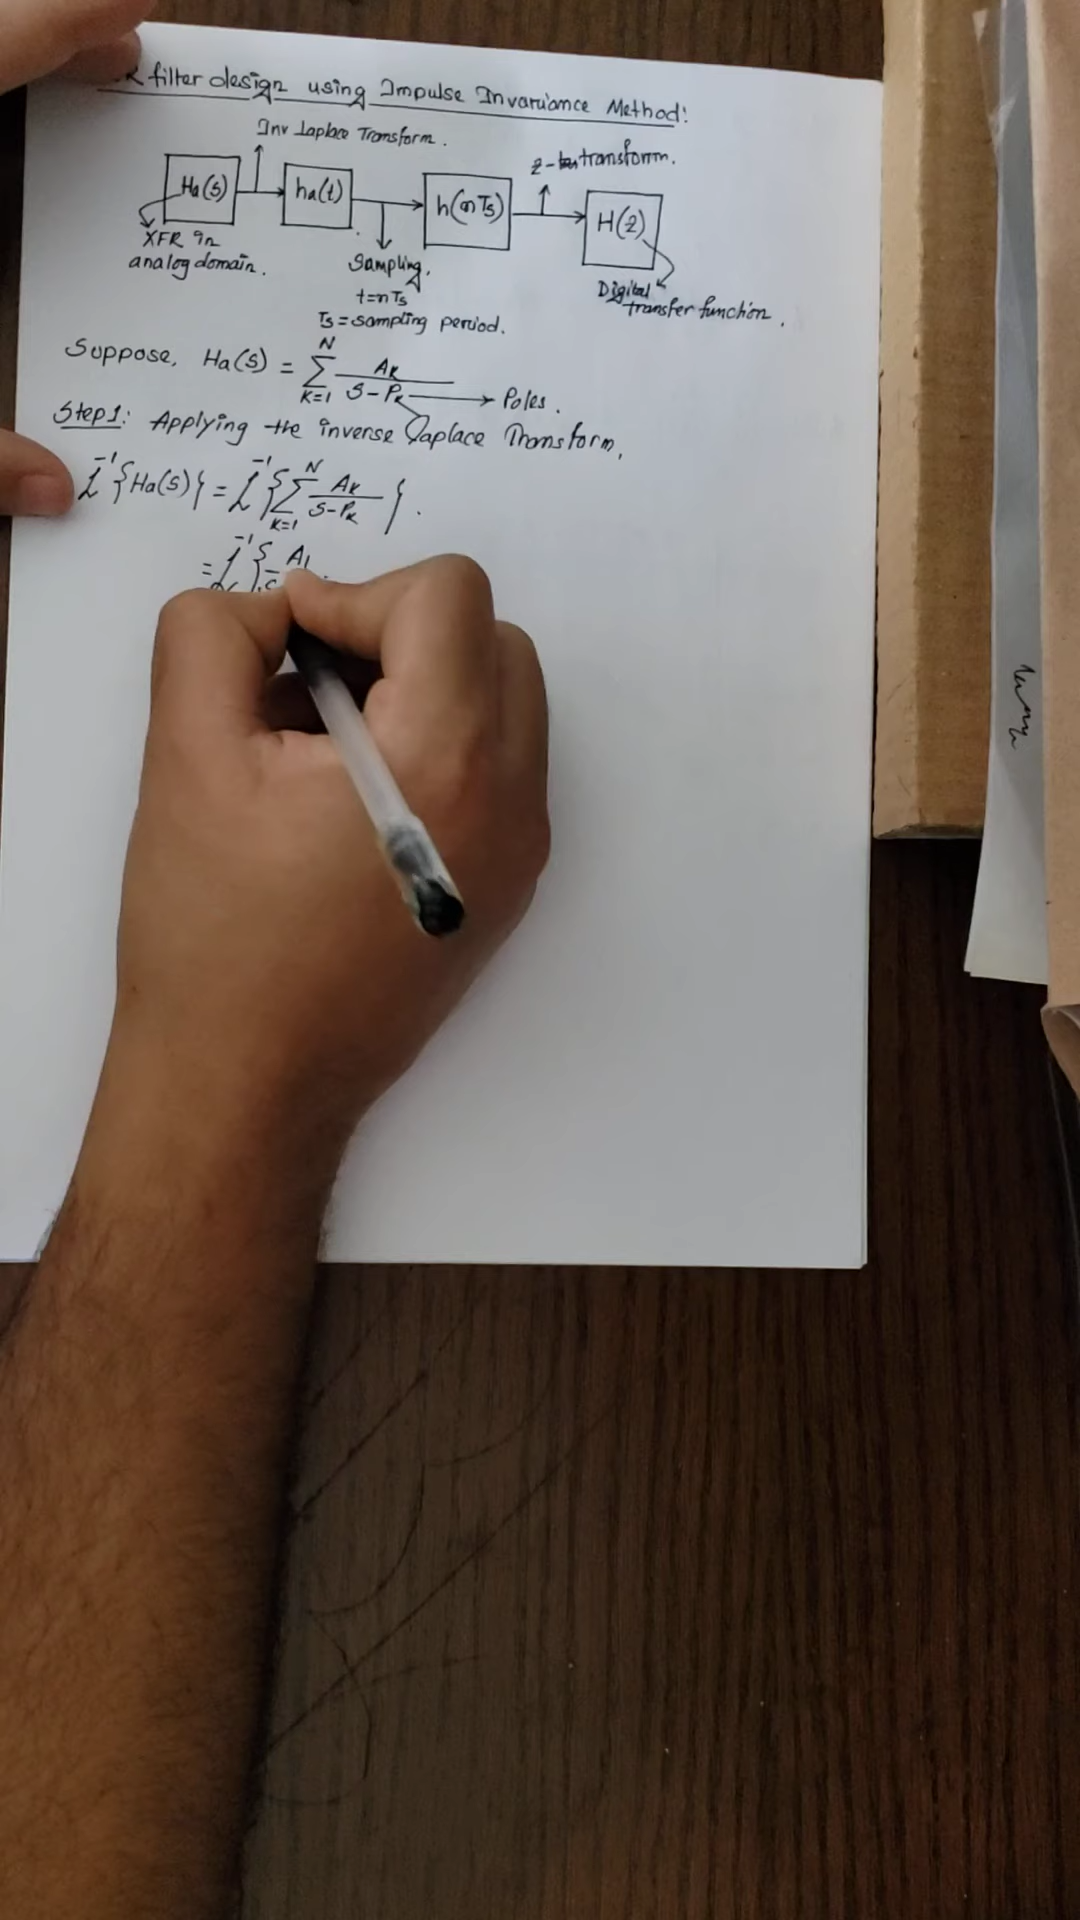 R filter design using Impulse Invariance Method:
Inv Laplace Transform.
z-transform.
Ha(s)
ha(t)
h(nTs)
H(z)
XFR in
analog domain.
Sampling.
t=nTs
Ts = sampling period.
Digital
transfer function.
Suppose, Ha(s) = N Σ K=1 AK / S-PK → Poles.
Step1: Applying the inverse Laplace Transform,
L⁻¹{Ha(s)} = L⁻¹{N Σ K=1 AK / S-PK}.
= L⁻¹{ A1